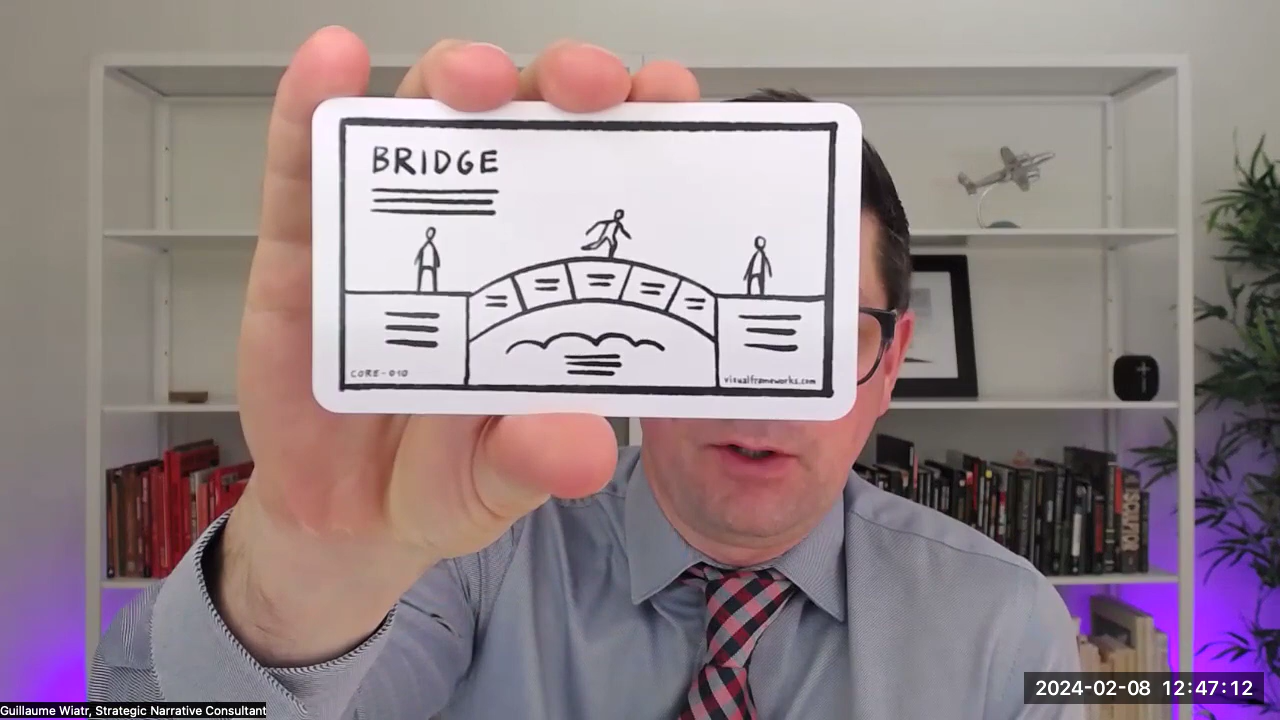 BRIDGE
CORE-010
visualframeworks.com
Guillaume Wiatr, Strategic Narrative Consultant
2024-02-08 12:47:12